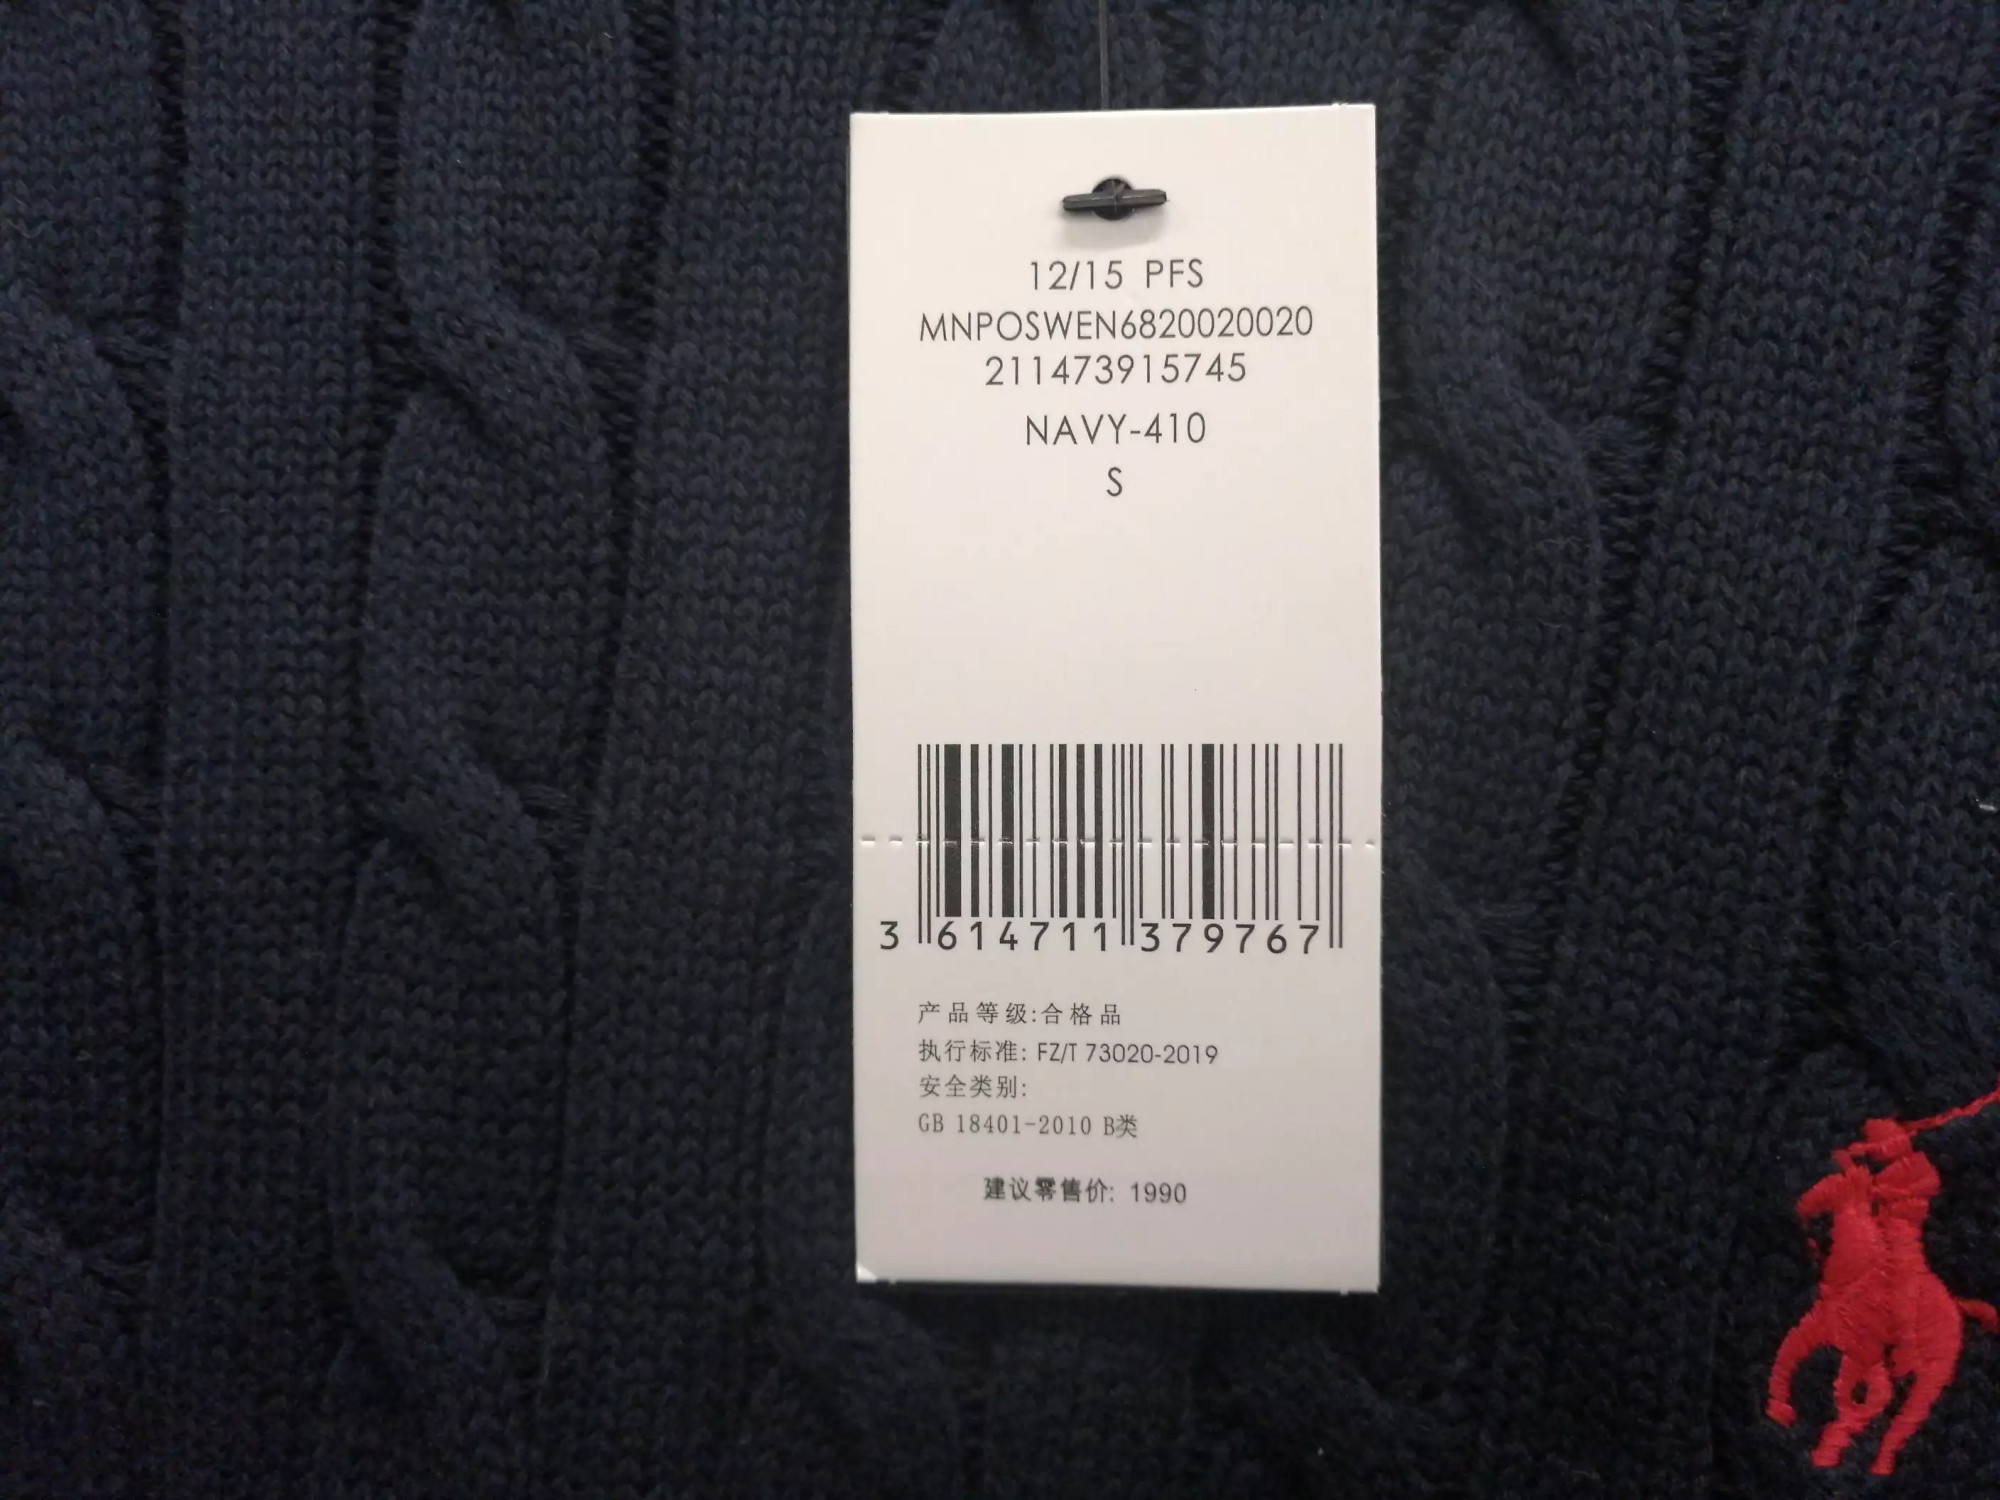 12/15 PFS
MNPOSWEN6820020020
211473915745
NAVY-410
S
3 614711 379767
产品等级:合格品
执行标准: FZ/T 73020-2019
安全类别:
GB 18401-2010 B类
建议零售价: 1990